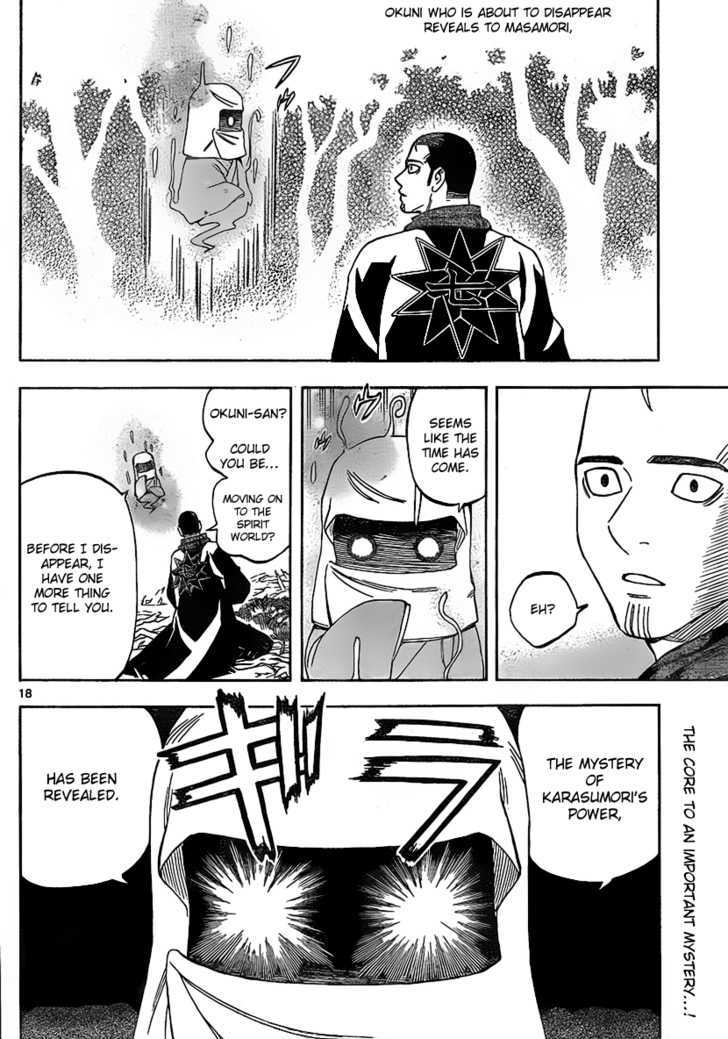 OKUNI WHO IS ABOUT TO DISAPPEAR
REVEALS TO MASAMORI,
七
EH?
SEEMS
LIKE THE
TIME HAS
COME.
OKUNI-SAN?
COULD
YOU BE...
MOVING ON
TO THE
SPIRIT
WORLD?
BEFORE I DIS-
APPEAR, I
HAVE ONE
MORE THING
TO TELL YOU.
18
THE MYSTERY
OF
KARASUMORI'S
POWER,
ギラ
HAS BEEN
REVEALED.
THE CORE TO AN IMPORTANT MYSTERY...!